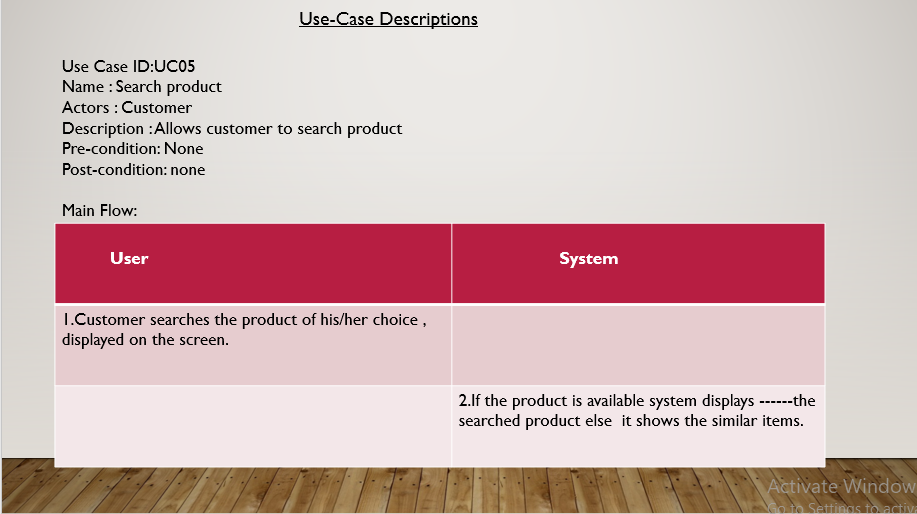 Use-Case Descriptions
Use Case ID:UC05
Name : Search product
Actors : Customer
Description : Allows customer to search product
Pre-condition: None
Post-condition: none
Main Flow:
User
System
1.Customer searches the product of his/her choice ,
displayed on the screen.
2.If the product is available system displays ------the
searched product else it shows the similar items.
Activate Window
Go to Settings to activ